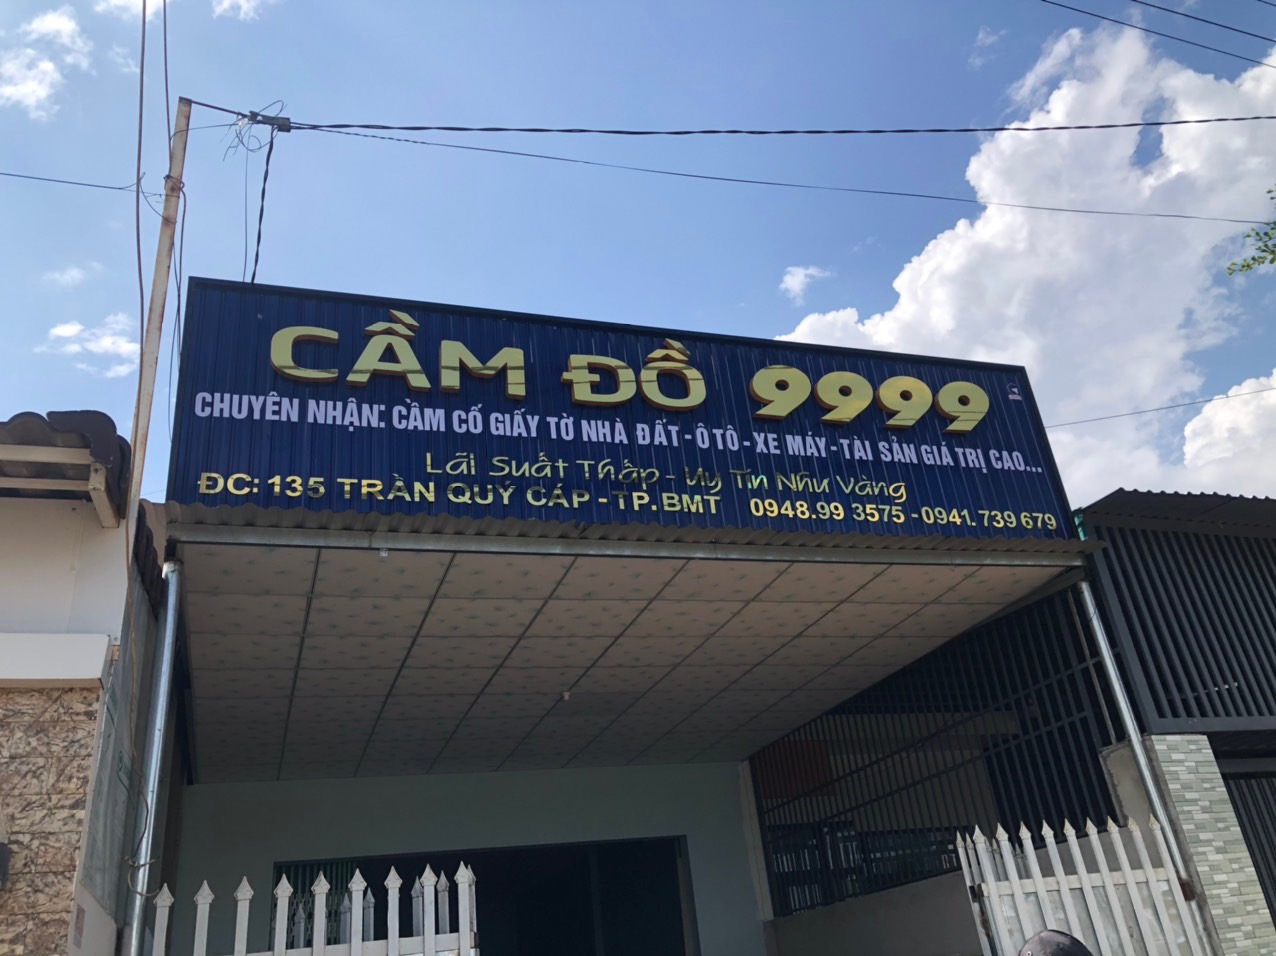 CẦM ĐỒ 9999
CHUYÊN NHẬN: CẦM CỐ GIẤY TỜ NHÀ ĐẤT - Ô TÔ - XE MÁY - TÀI SẢN GIÁ TRỊ CAO...
Lãi Suất Thấp - Uy Tín Như Vàng
ĐC: 135 TRẦN QUÝ CÁP - TP.BMT 0948.99 3575 - 0941.739 679